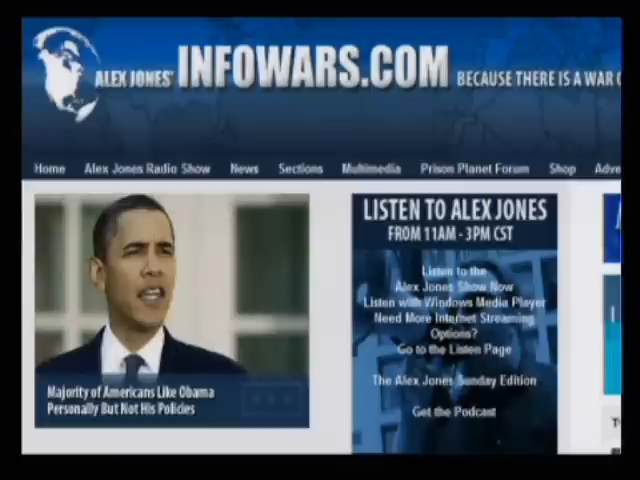 ALEX JONES' INFOWARS.COM BECAUSE THERE IS A WAR
Home Alex Jones Radio Show News Sections Multimedia Prison Planet Forum Shop Adve
LISTEN TO ALEX JONES
FROM 11AM - 3PM CST
Listen to the
Alex Jones Show Now
Listen with Windows Media Player
Need More Internet Streaming
Options?
Go to the Listen Page
The Alex Jones Sunday Edition
Get the Podcast
Majority of Americans Like Obama
Personally But Not His Policies